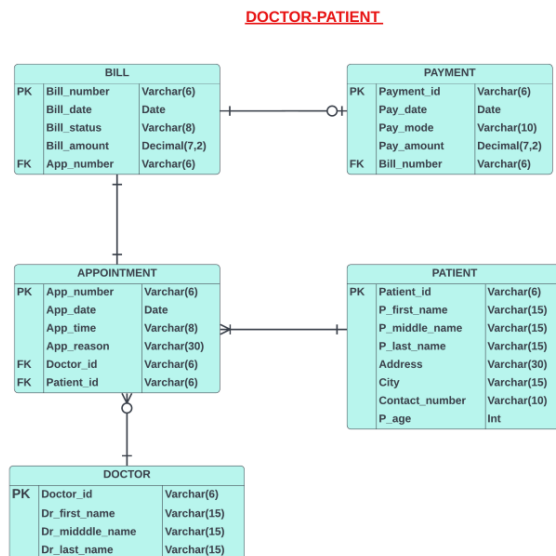 DOCTOR-PATIENT
BILL
PK Bill_number Varchar(6)
Bill_date Date
Bill_status Varchar(8)
Bill_amount Decimal(7,2)
FK App_number Varchar(6)
PAYMENT
PK Payment_id Varchar(6)
Pay_date Date
Pay_mode Varchar(10)
Pay_amount Decimal(7,2)
FK Bill_number Varchar(6)
APPOINTMENT
PK App_number Varchar(6)
App_date Date
App_time Varchar(8)
App_reason Varchar(30)
FK Doctor_id Varchar(6)
FK Patient_id Varchar(6)
PATIENT
PK Patient_id Varchar(6)
P_first_name Varchar(15)
P_middle_name Varchar(15)
P_last_name Varchar(15)
Address Varchar(30)
City Varchar(15)
Contact_number Varchar(10)
P_age Int
DOCTOR
PK Doctor_id Varchar(6)
Dr_first_name Varchar(15)
Dr_midddle_name Varchar(15)
Dr_last_name Varchar(15)